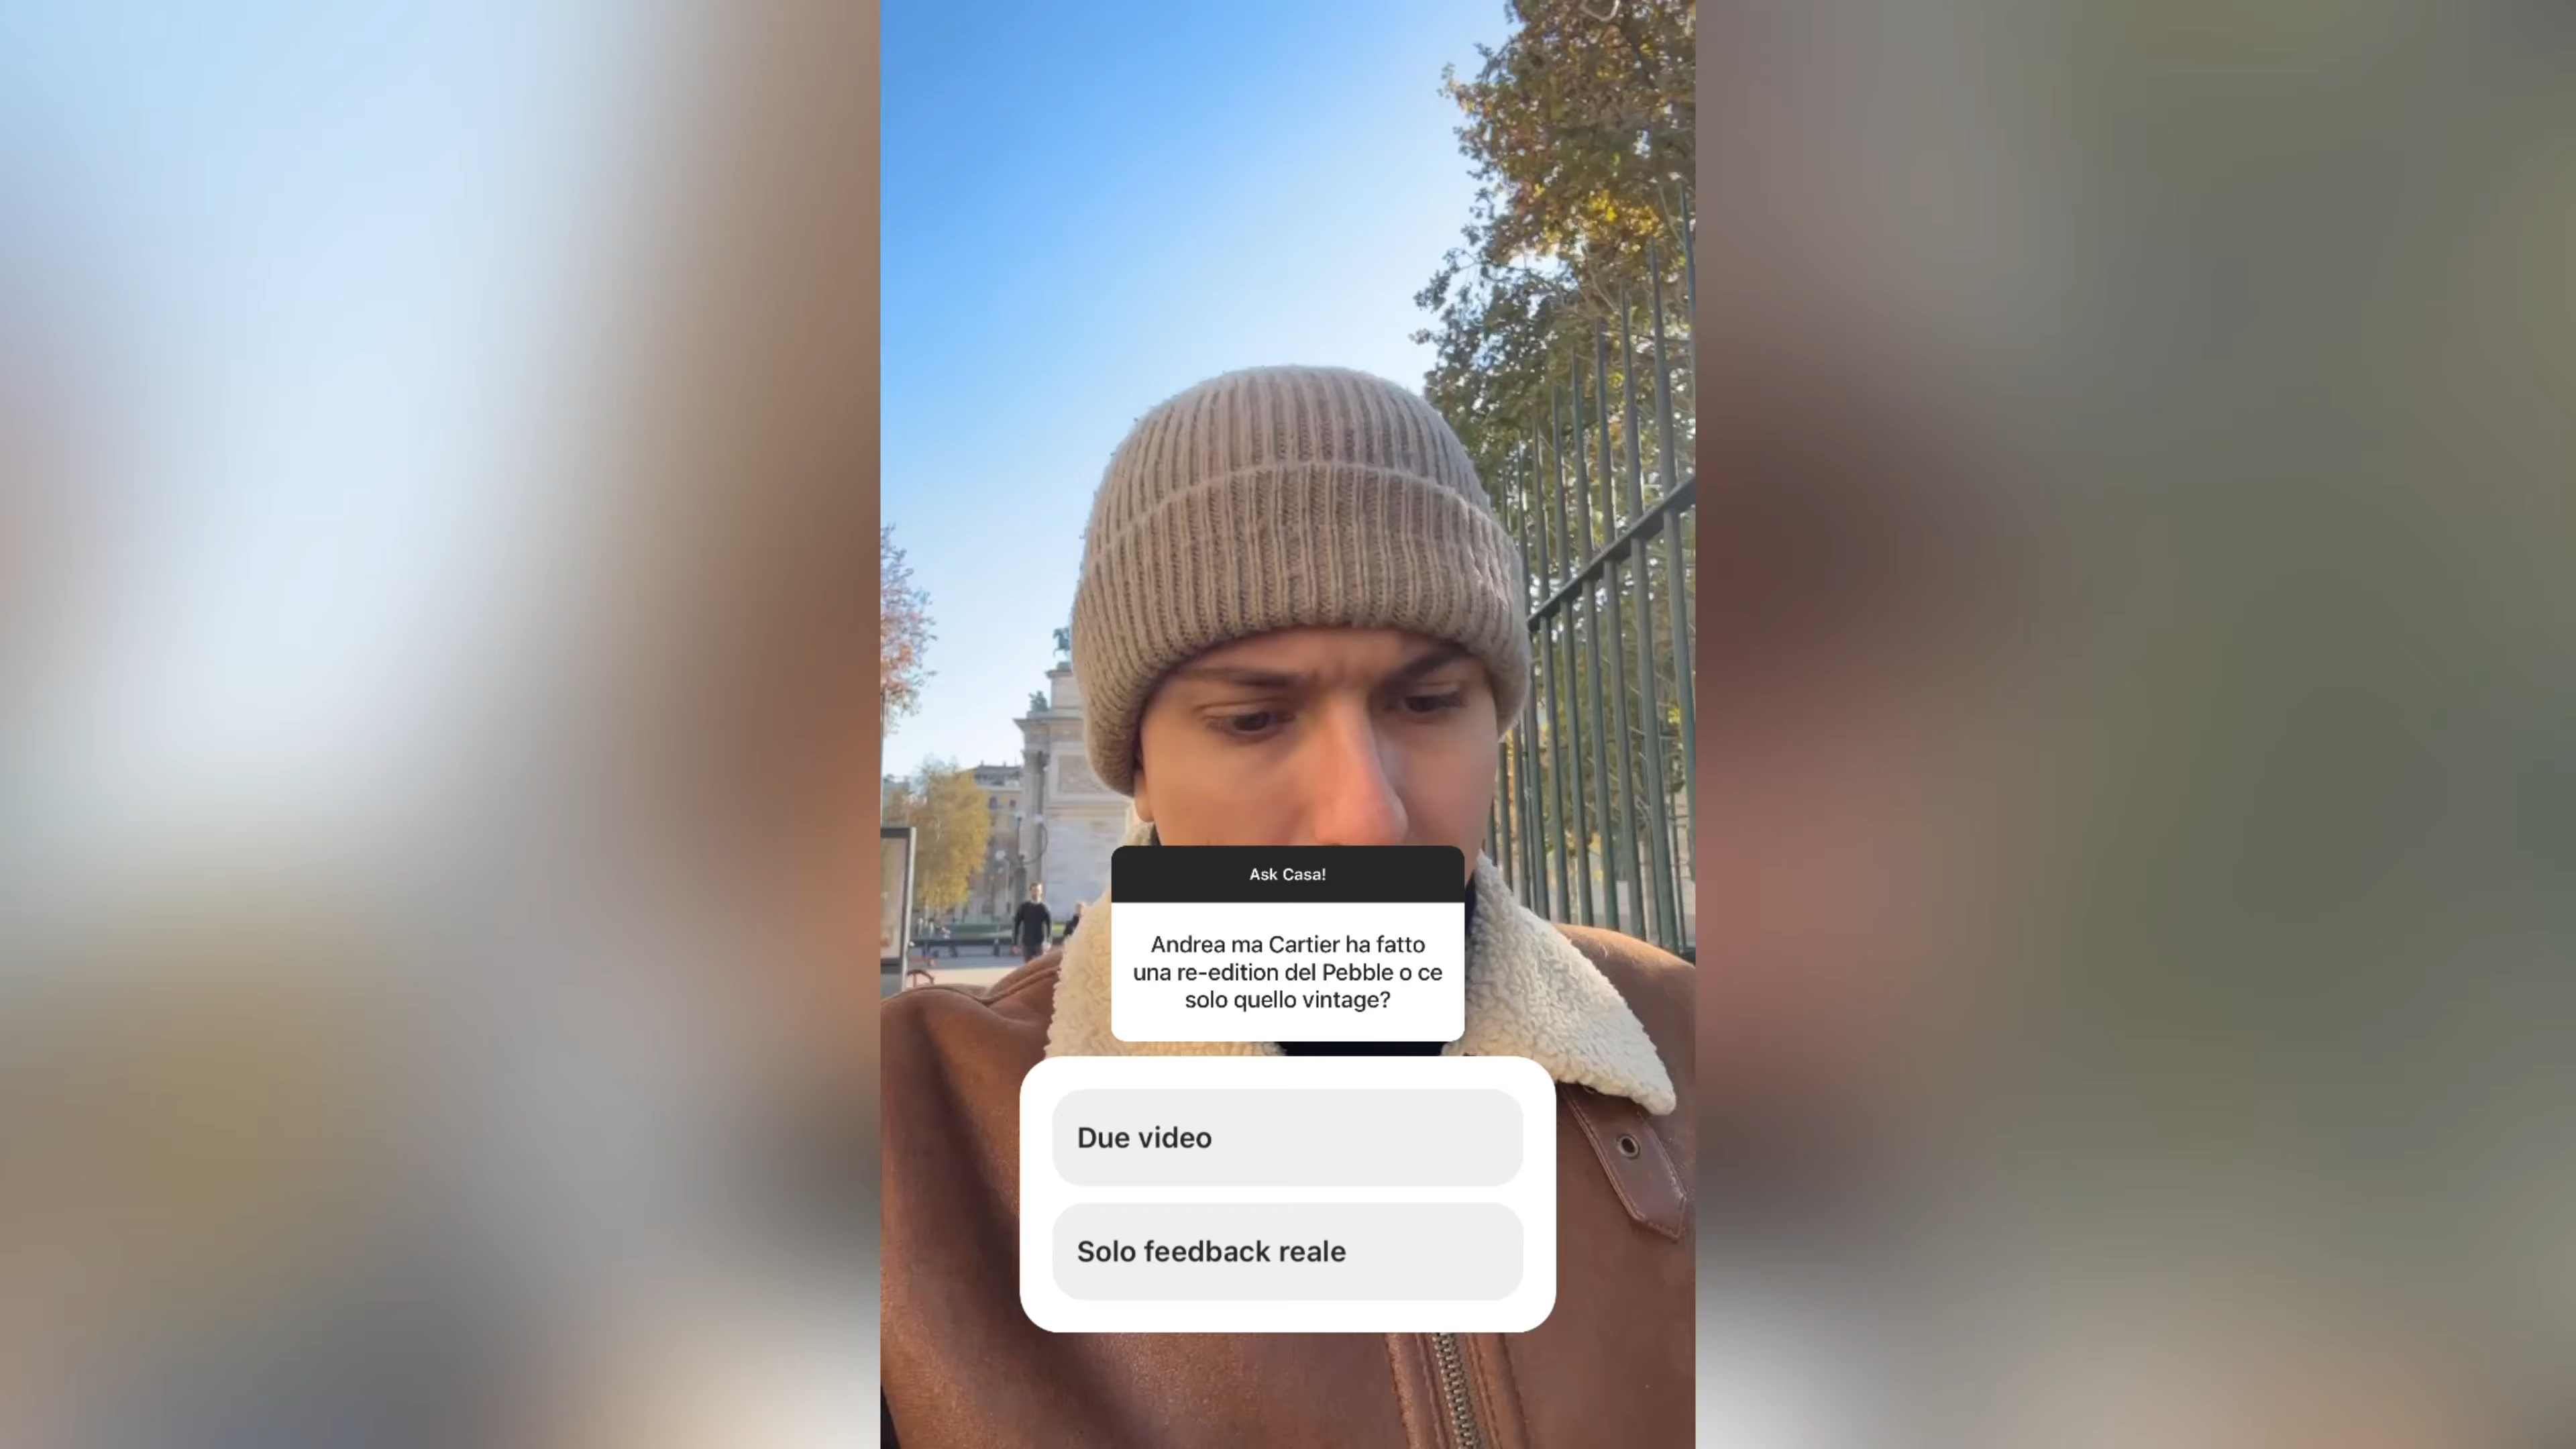 Ask Casa!
Andrea ma Cartier ha fatto
una re-edition del Pebble o ce
solo quello vintage?
Due video
Solo feedback reale